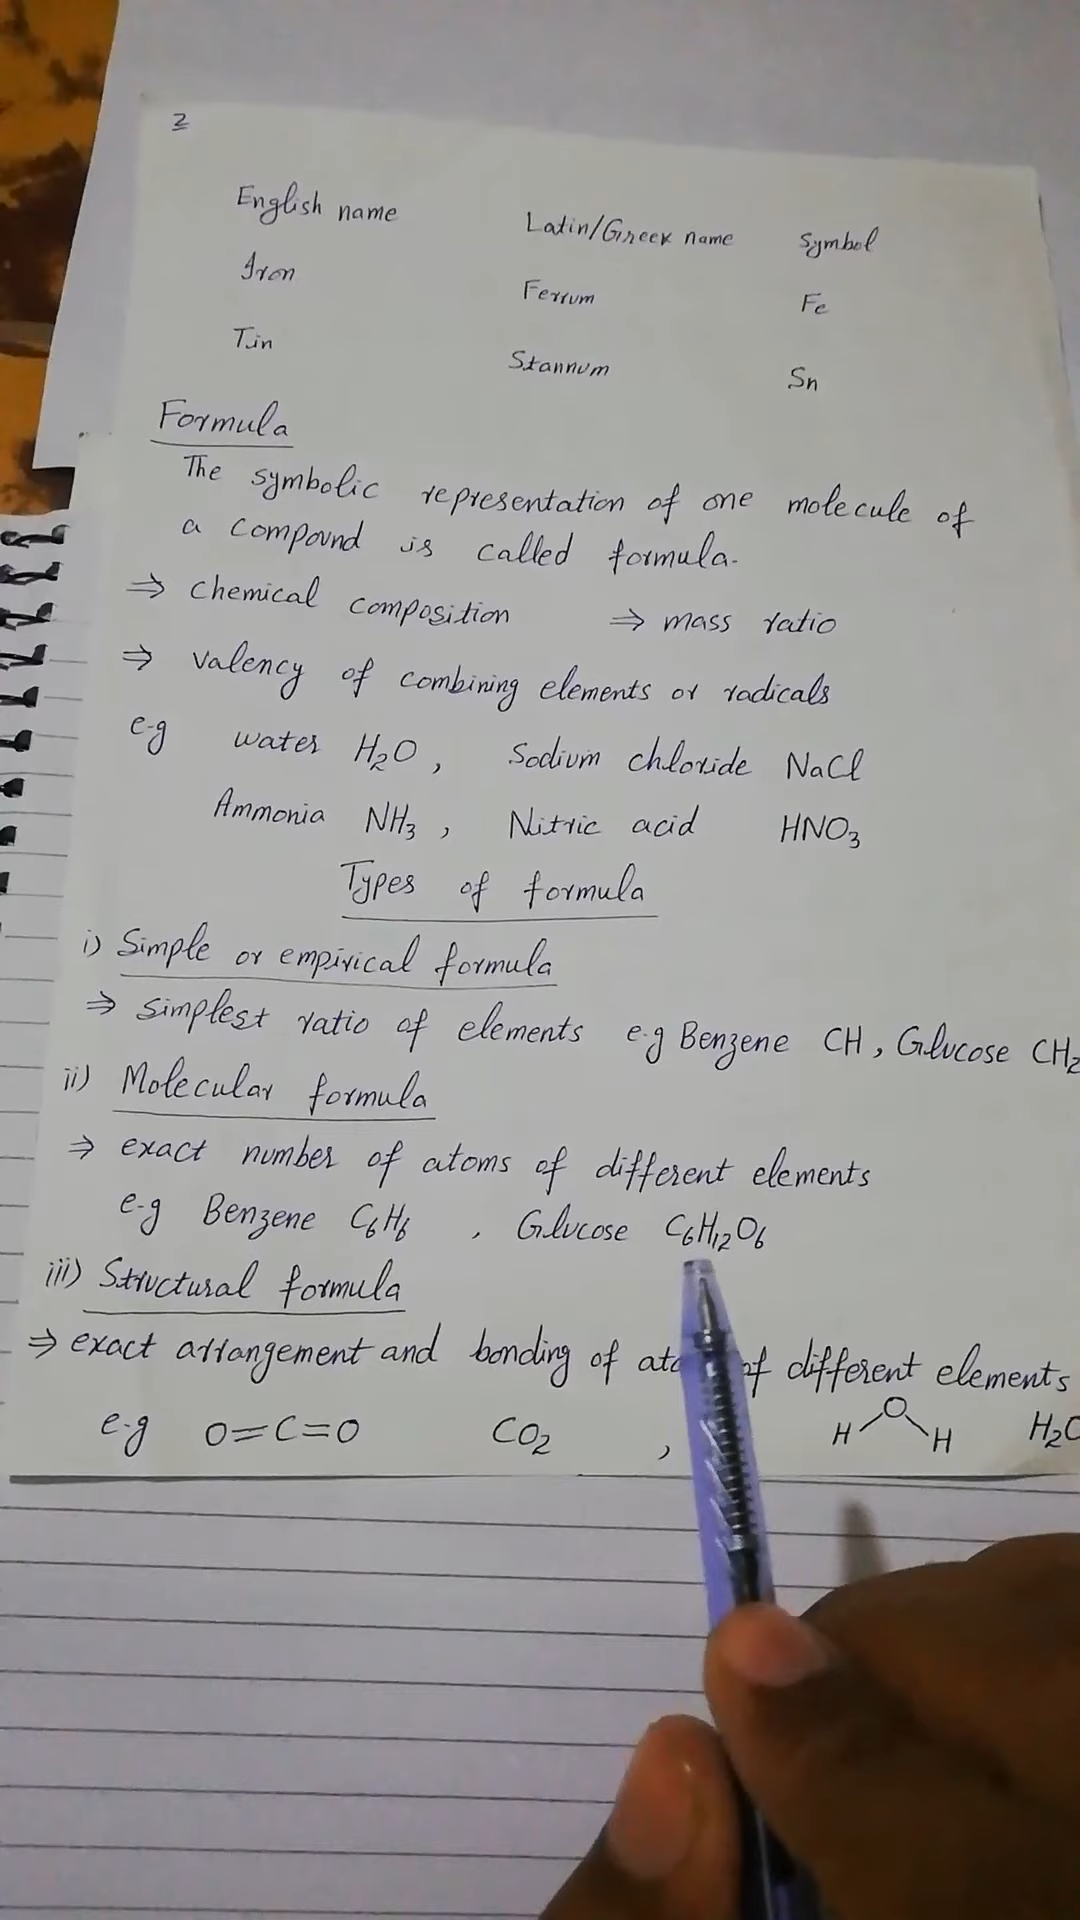 2
English name Latin/Greek name Symbol
Iron Ferrum Fe
Tin Stannum Sn
Formula
The symbolic representation of one molecule of
a compound is called formula.
⇒ chemical composition ⇒ mass ratio
⇒ valency of combining elements or radicals
e-g water H₂O, Sodium chloride NaCl
Ammonia NH₃, Nitric acid HNO₃
Types of formula
i) Simple or empirical formula
⇒ simplest ratio of elements e-g Benzene CH, Glucose CH₂
ii) Molecular formula
⇒ exact number of atoms of different elements
e-g Benzene C₆H₆, Glucose C₆H₁₂O₆
iii) Structural formula
⇒ exact arrangement and bonding of of different elements
e-g O=C=O CO₂, H O H H₂O